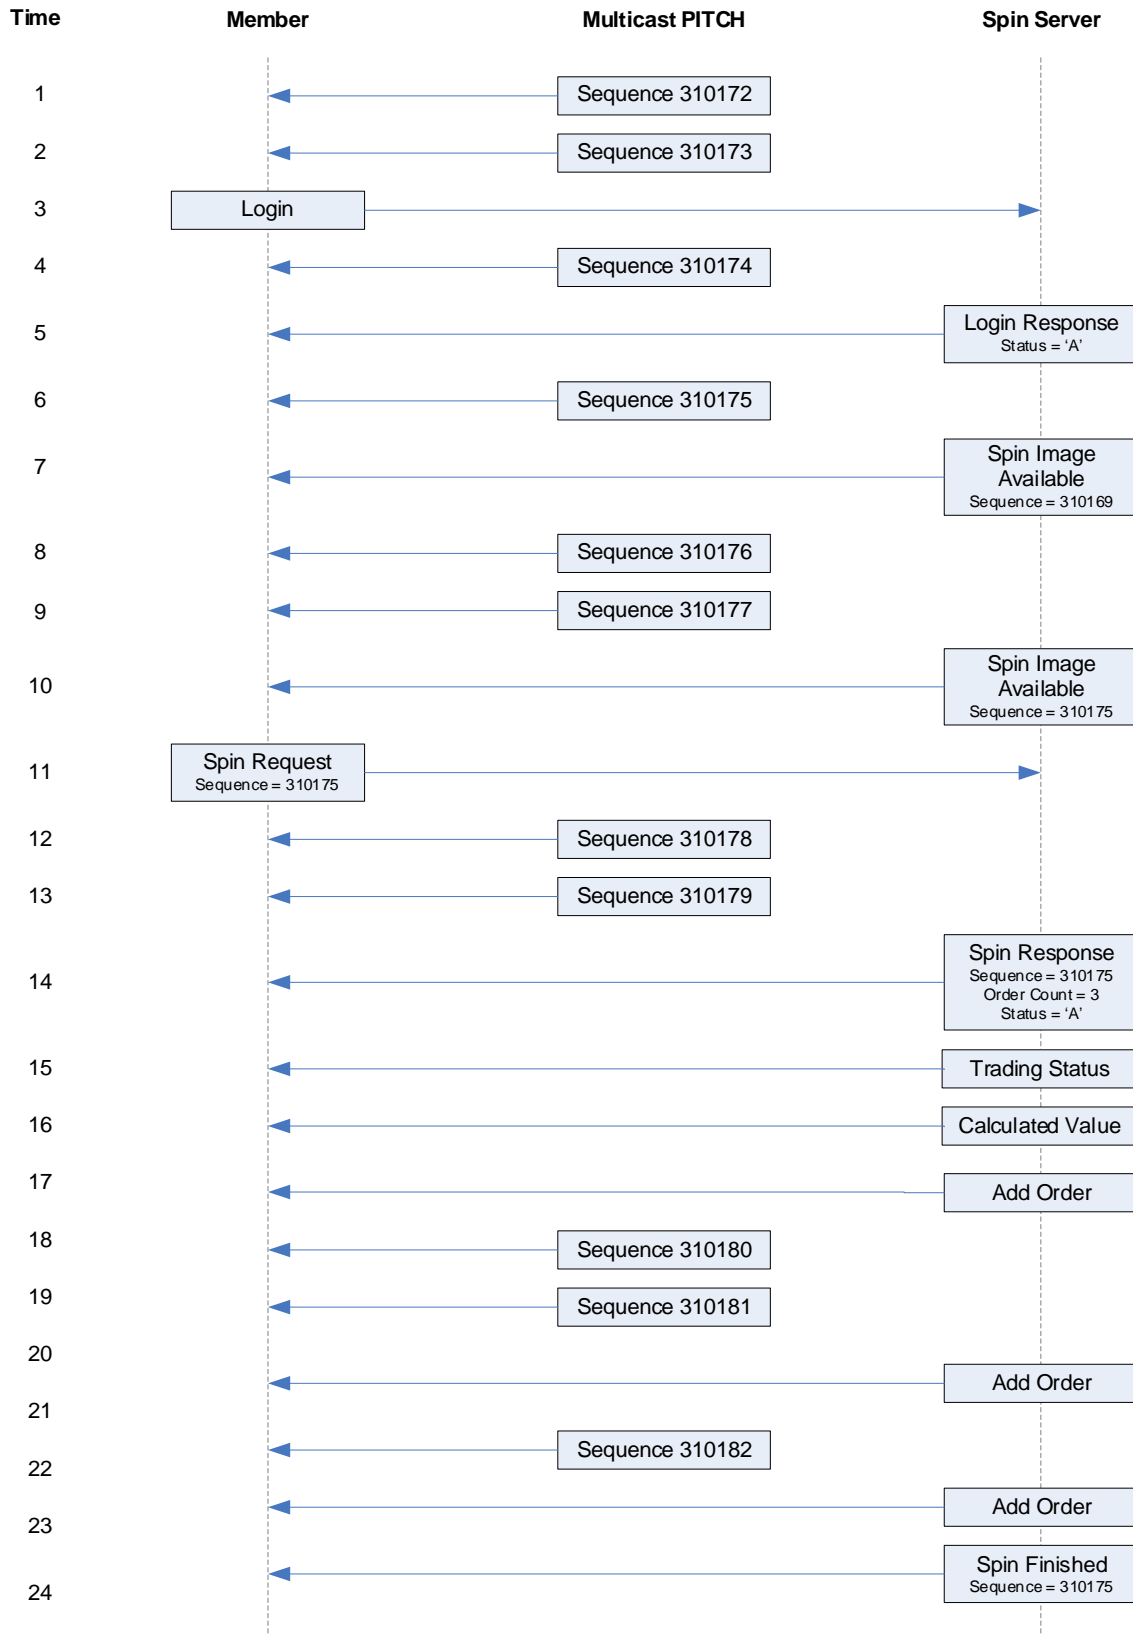 Time Member Multicast PITCH Spin Server
1 Sequence 310172
2 Sequence 310173
3 Login
4 Sequence 310174
5 Login Response
Status = ‘A’
6 Sequence 310175
7 Spin Image
Available
Sequence = 310169
8 Sequence 310176
9 Sequence 310177
10 Spin Image
Available
Sequence = 310175
11 Spin Request
Sequence = 310175
12 Sequence 310178
13 Sequence 310179
14 Spin Response
Sequence = 310175
Order Count = 3
Status = ‘A’
15 Trading Status
16 Calculated Value
17 Add Order
18 Sequence 310180
19 Sequence 310181
20
Add Order
21
Sequence 310182
22
Add Order
23
Spin Finished
Sequence = 310175
24